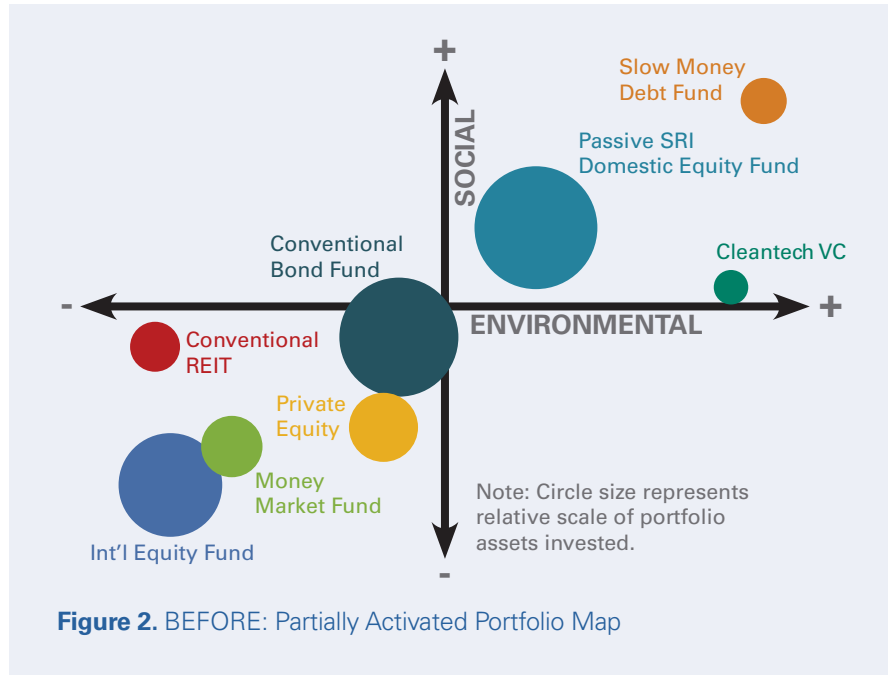 +
Slow Money
Debt Fund
SOCIAL
Passive SRI
Domestic Equity Fund
Conventional
Bond Fund
Cleantech VC
-
+
ENVIRONMENTAL
Conventional
REIT
Private
Equity
Money
Market Fund
Note: Circle size represents
relative scale of portfolio
assets invested.
Int'l Equity Fund
-
Figure 2. BEFORE: Partially Activated Portfolio Map